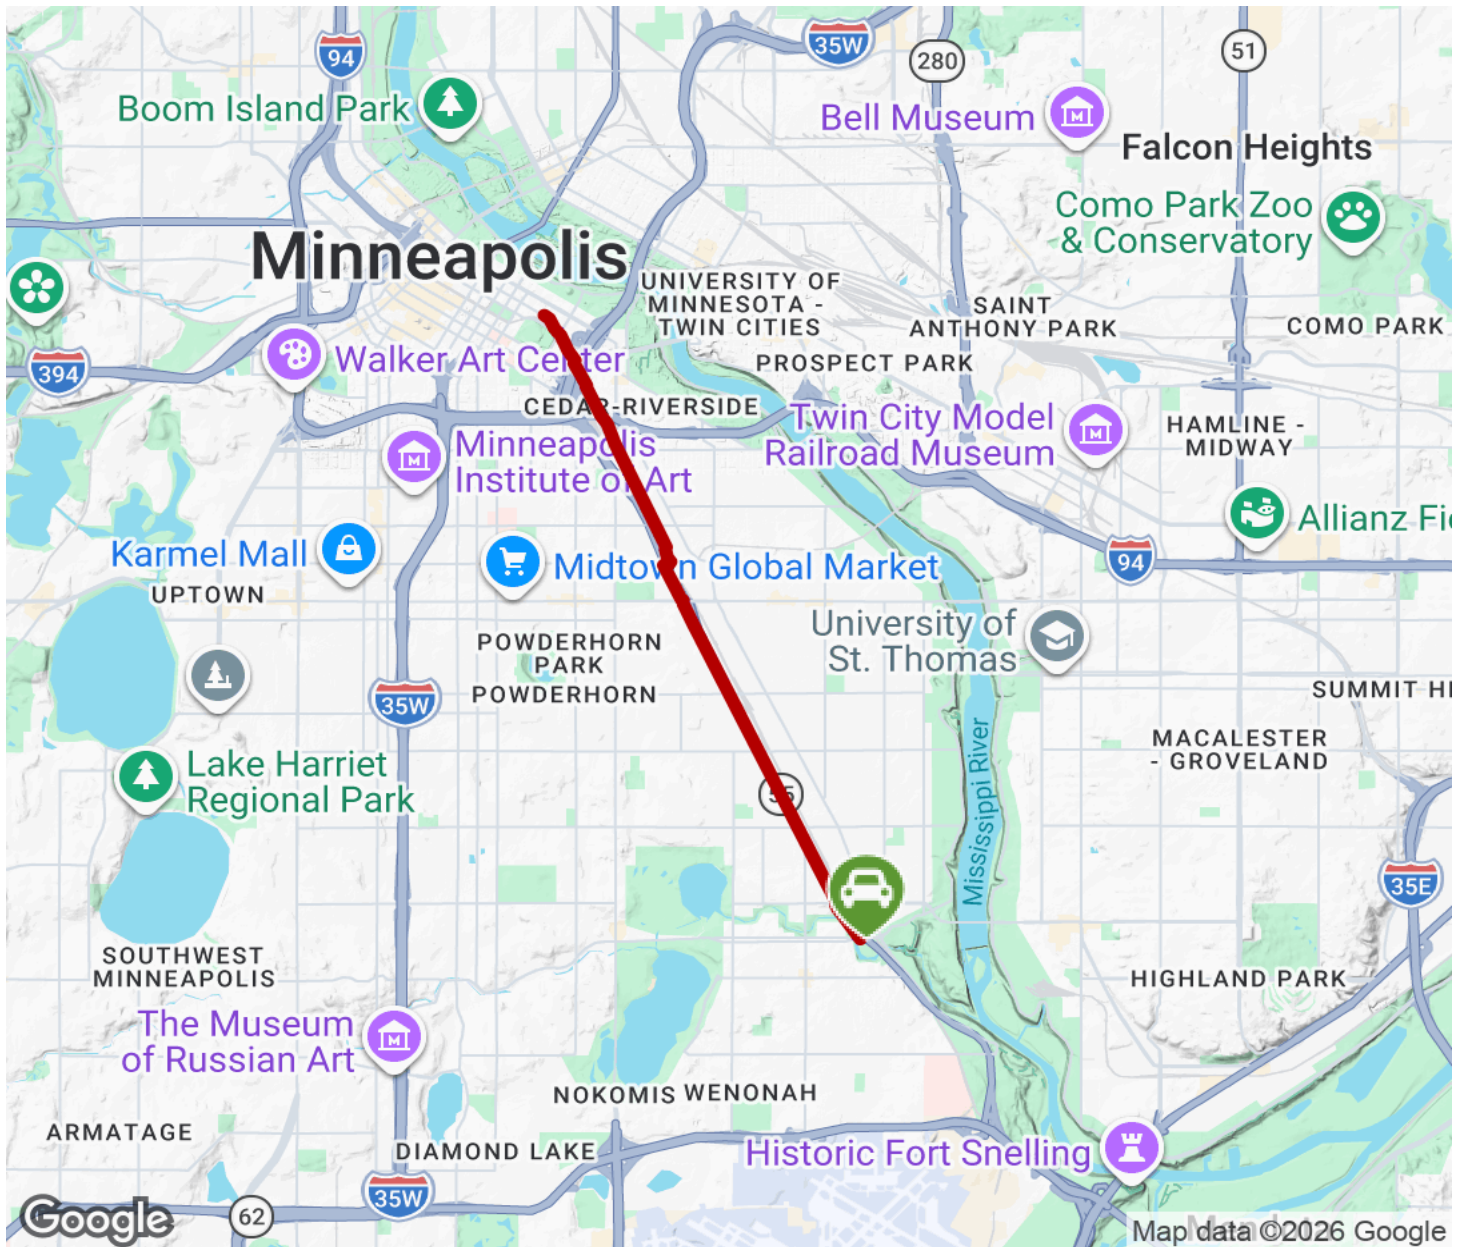 94
35W
280
51
Boom Island Park
Bell Museum
Falcon Heights
Como Park Zoo
& Conservatory
Minneapolis
UNIVERSITY OF
MINNESOTA -
TWIN CITIES
SAINT
ANTHONY PARK
COMO PARK
394
Walker Art Center
PROSPECT PARK
CEDAR-RIVERSIDE
Twin City Model
Railroad Museum
HAMLINE -
MIDWAY
Minneapolis
Institute of Art
Allianz Fie
Karmel Mall
Midtown Global Market
94
UPTOWN
University of
St. Thomas
POWDERHORN
PARK
POWDERHORN
35W
SUMMIT HI
Mississippi River
MACALESTER
- GROVELAND
Lake Harriet
Regional Park
55
35E
SOUTHWEST
MINNEAPOLIS
HIGHLAND PARK
The Museum
of Russian Art
NOKOMIS
WENONAH
ARMATAGE
DIAMOND LAKE
Historic Fort Snelling
35W
62
Google
Map data ©2026 Google